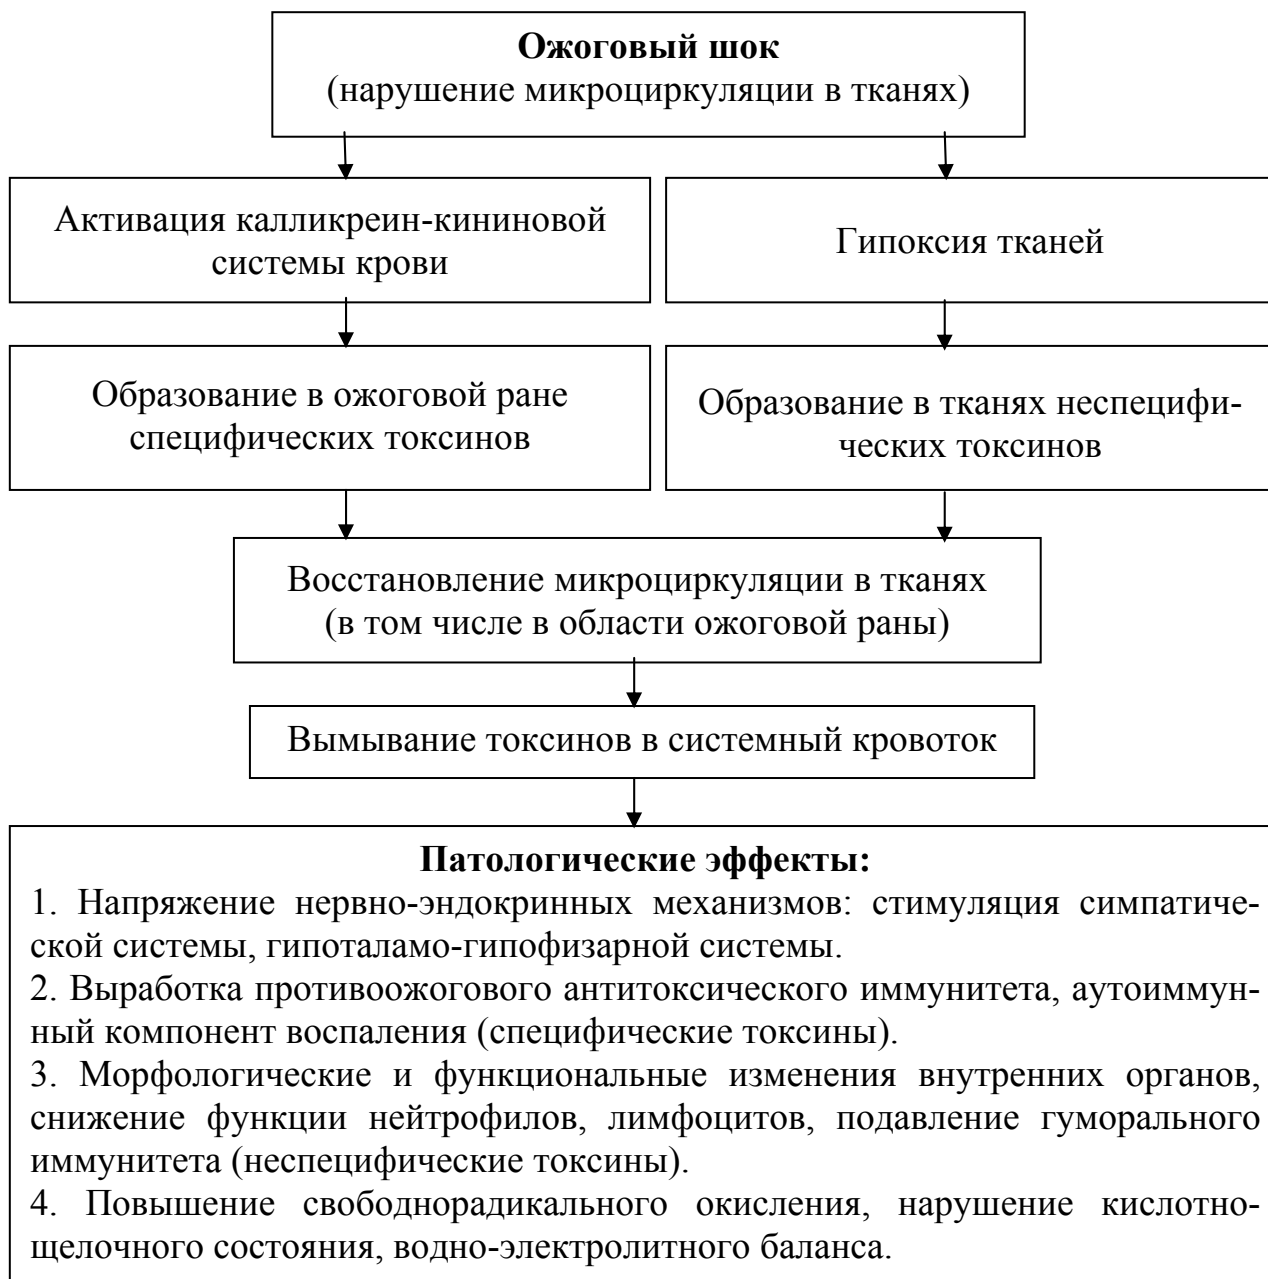 Ожоговый шок
(нарушение микроциркуляции в тканях)
Активация калликреин-кининовой
системы крови
Гипоксия тканей
Образование в ожоговой ране
специфических токсинов
Образование в тканях неспецифи-
ческих токсинов
Восстановление микроциркуляции в тканях
(в том числе в области ожоговой раны)
Вымывание токсинов в системный кровоток
Патологические эффекты:
1. Напряжение нервно-эндокринных механизмов: стимуляция симпатиче-
ской системы, гипоталамо-гипофизарной системы.
2. Выработка противоожогового антитоксического иммунитета, аутоиммун-
ный компонент воспаления (специфические токсины).
3. Морфологические и функциональные изменения внутренних органов,
снижение функции нейтрофилов, лимфоцитов, подавление гуморального
иммунитета (неспецифические токсины).
4. Повышение свободнорадикального окисления, нарушение кислотно-
щелочного состояния, водно-электролитного баланса.